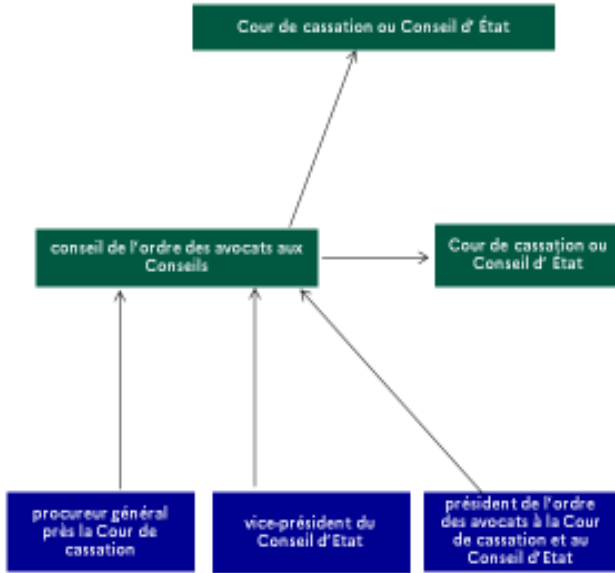 Cour de cassation ou Conseil d' État
conseil de l'ordre des avocats aux
Conseils
Cour de cassation ou
Conseil d' État
procureur général
près la Cour de
cassation
vice-président du
Conseil d'Etat
président de l'ordre
des avocats à la Cour
de cassation et au
Conseil d'Etat